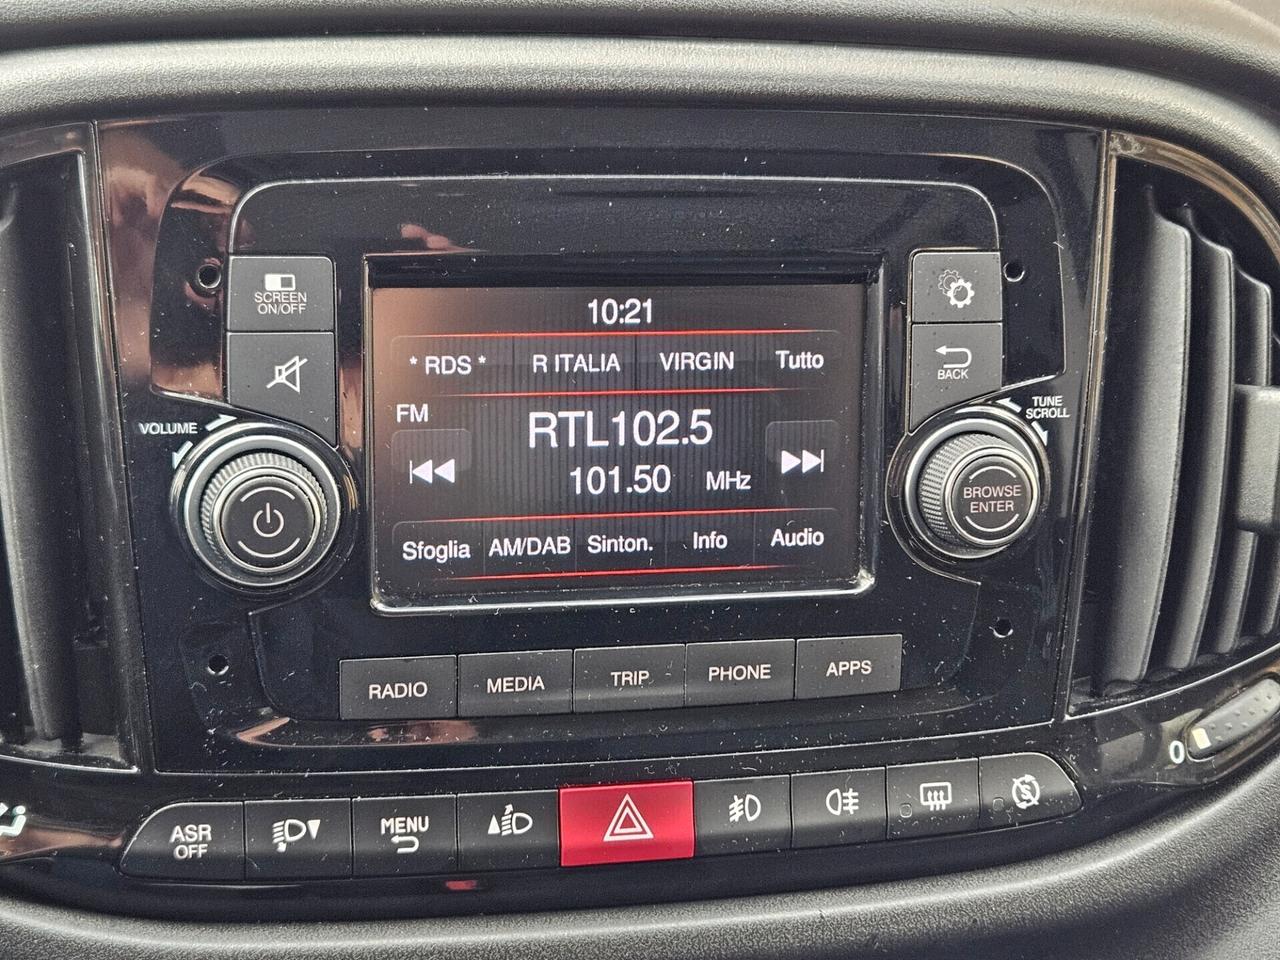 SCREEN
ON/OFF
10:21
* RDS * R ITALIA VIRGIN Tutto
BACK
FM
RTL102.5
101.50 MHz
Sfoglia AM/DAB Sinton. Info Audio
VOLUME
TUNE
SCROLL
BROWSE
ENTER
RADIO MEDIA TRIP PHONE APPS
0
ASR
OFF
MENU